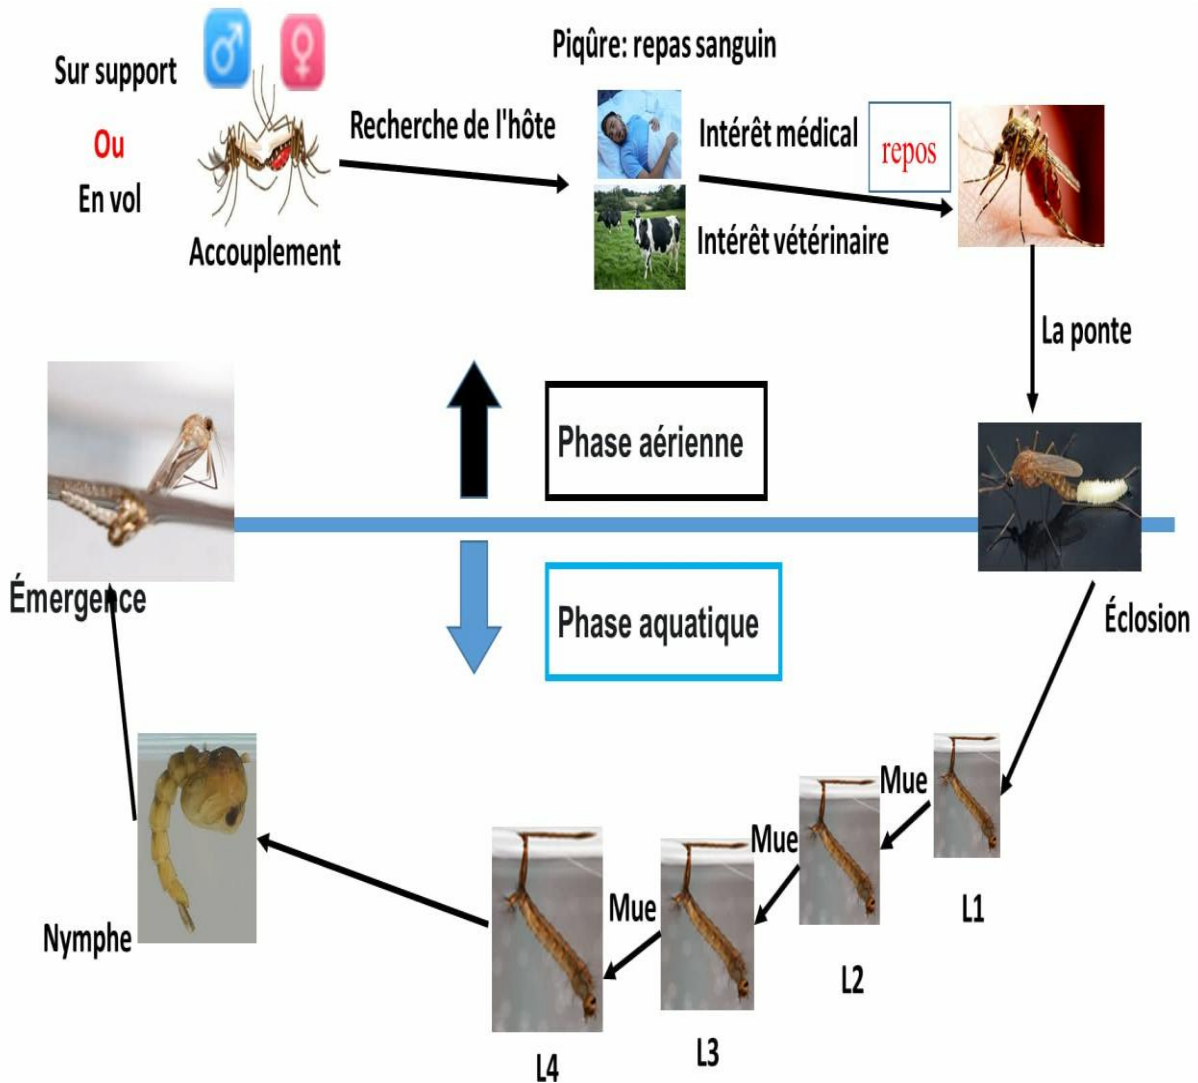 Sur support
Ou
En vol
Accouplement
Recherche de l'hôte
Piqûre: repas sanguin
Intérêt médical
Intérêt vétérinaire
repos
La ponte
Phase aérienne
Phase aquatique
Émergence
Éclosion
Mue
Mue
Mue
L1
L2
L3
L4
Nymphe